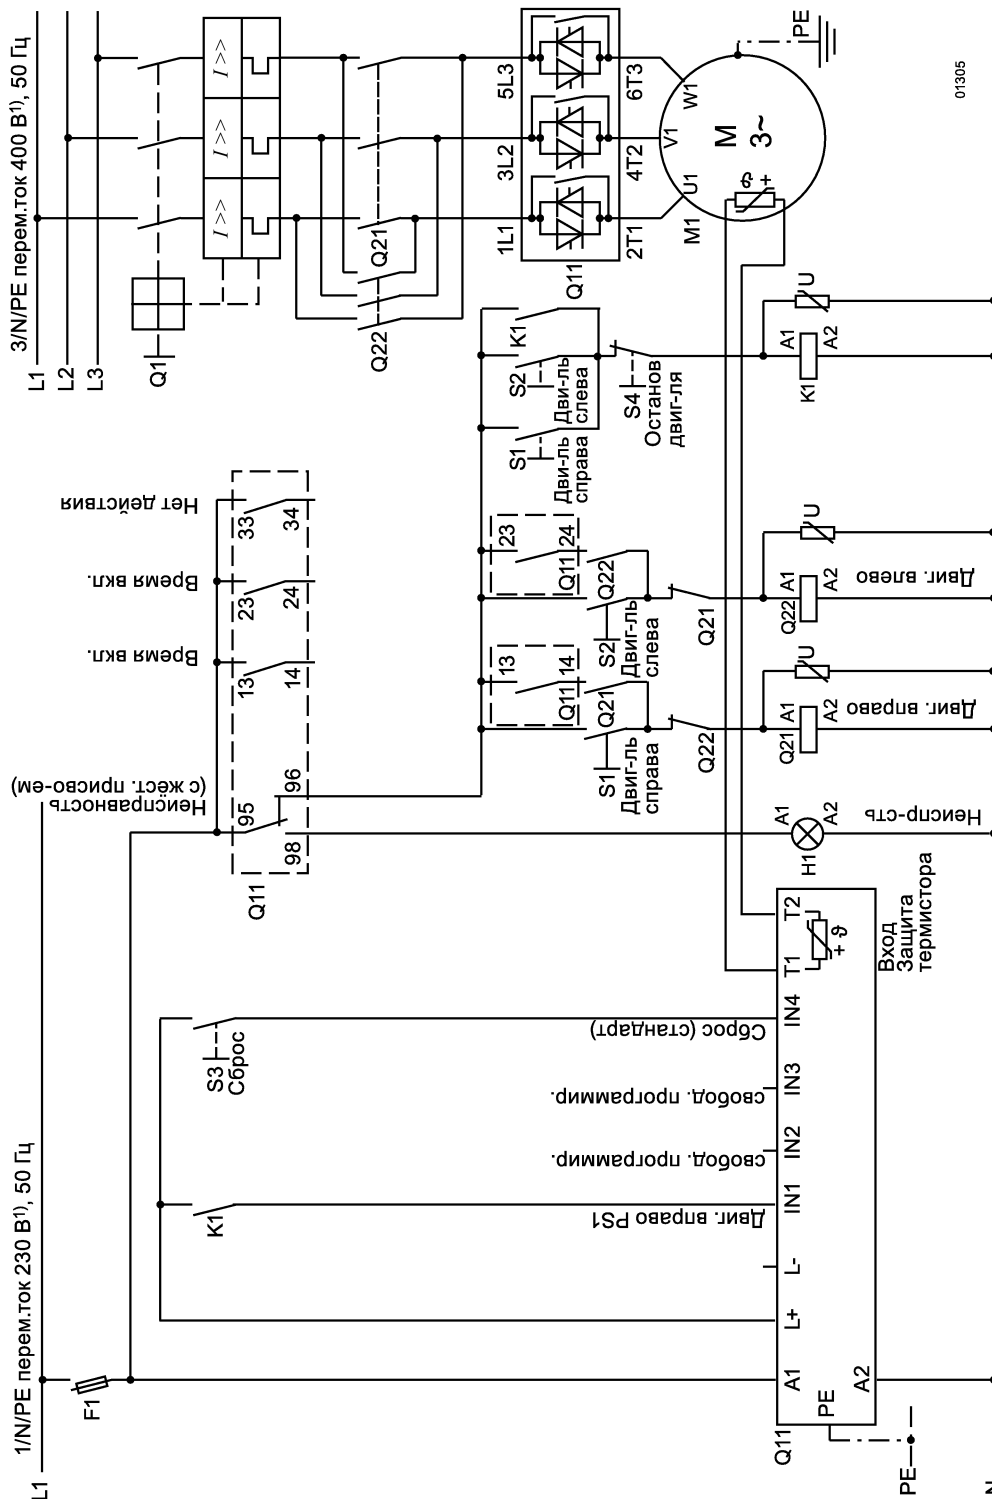 1/N/PE перем.ток 230 В¹⁾, 50 Гц
L1
F1
3/N/PE перем.ток 400 В¹⁾, 50 Гц
L1
L2
L3
Q1
I >>
I >>
I >>
Q21
Q22
1L1
3L2
5L3
Q11
2T1
4T2
6T3
M1
U1
V1
W1
M
3~
ϑ
+
PE
01305
Неисправность
(с жёст. присво-ем)
Время вкл.
Время вкл.
Нет действия
Q11
95
96
98
13
14
23
24
33
34
S3
Сброс
K1
13
Q11
14
S1
Двиг-ль
справа
Q21
Q22
23
Q11
24
S2
Двиг-ль
слева
Q22
Q21
S1
Дви-ль
справа
S2
Дви-ль
слева
K1
S4
Останов
двиг-ля
Двиг. вправо PS1
свобод. программир.
свобод. программир.
Сброс (стандарт)
Q11
PE
A1
L+
L-
IN1
IN2
IN3
IN4
T1
T2
+ ϑ
A2
Вход
Защита
термистора
H1
A1
A2
Неиспр-сть
Q21
A1
A2
U
Двиг. вправо
Q22
A1
A2
U
Двиг. влево
K1
A1
A2
U
PE
N